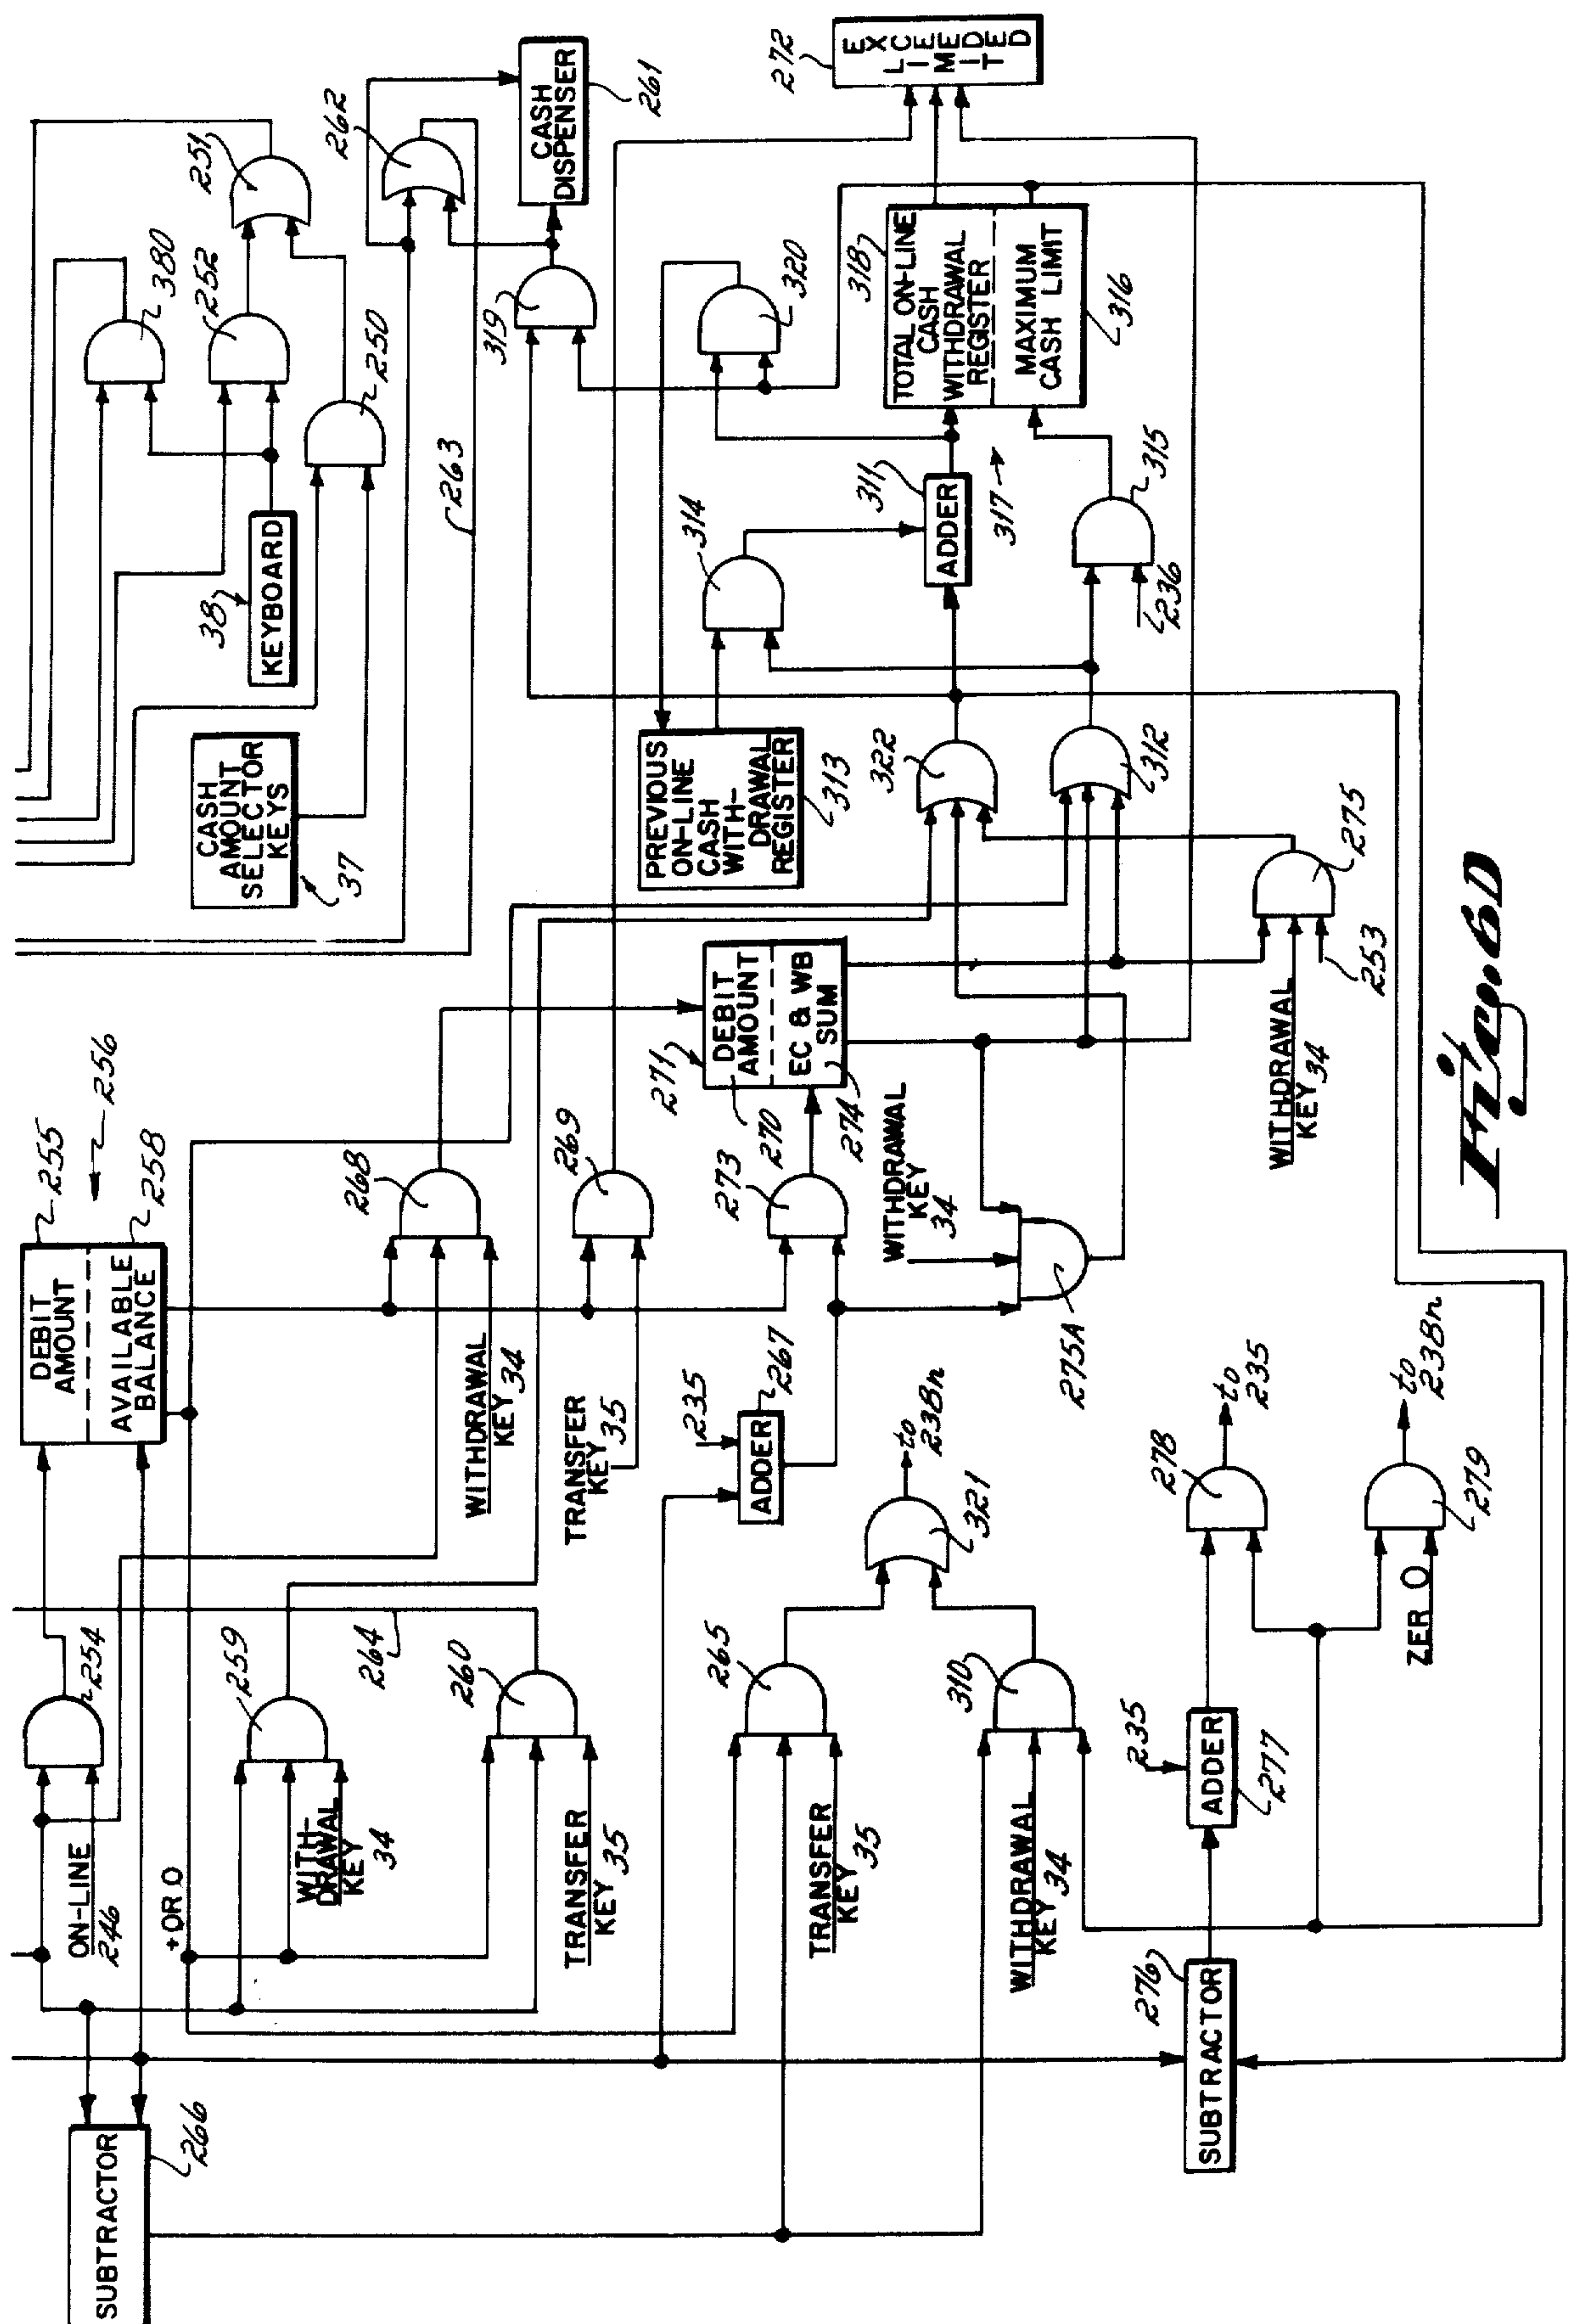 251
380
252
262
250
38
KEYBOARD
CASH
DISPENSER
261
263
CASH
AMOUNT
SELECTOR
KEYS
37
319
320
272
EXCEEDED
LIMIT
318
TOTAL ON-LINE
CASH
WITHDRAWAL
REGISTER
MAXIMUM
CASH LIMIT
316
311
ADDER
317
314
315
236
PREVIOUS
ON-LINE
CASH
WITH-
DRAWAL
REGISTER
313
322
312
275
253
WITHDRAWAL
KEY 34
255
256
DEBIT
AMOUNT
AVAILABLE
BALANCE
258
268
269
273
271
DEBIT
AMOUNT
EC & WB
SUM
270
274
WITHDRAWAL
KEY
34
275A
WITHDRAWAL
KEY 34
TRANSFER
KEY 35
235
ADDER
267
254
ON-LINE
246
+ OR 0
259
264
260
WITH-
DRAWAL
KEY
34
TRANSFER
KEY 35
265
310
321
to
238n
TRANSFER
KEY 35
WITHDRAWAL
KEY 34
278
to
235
279
to
238n
ZERO
235
ADDER
277
276
SUBTRACTOR
SUBTRACTOR
266
Fig. 6D